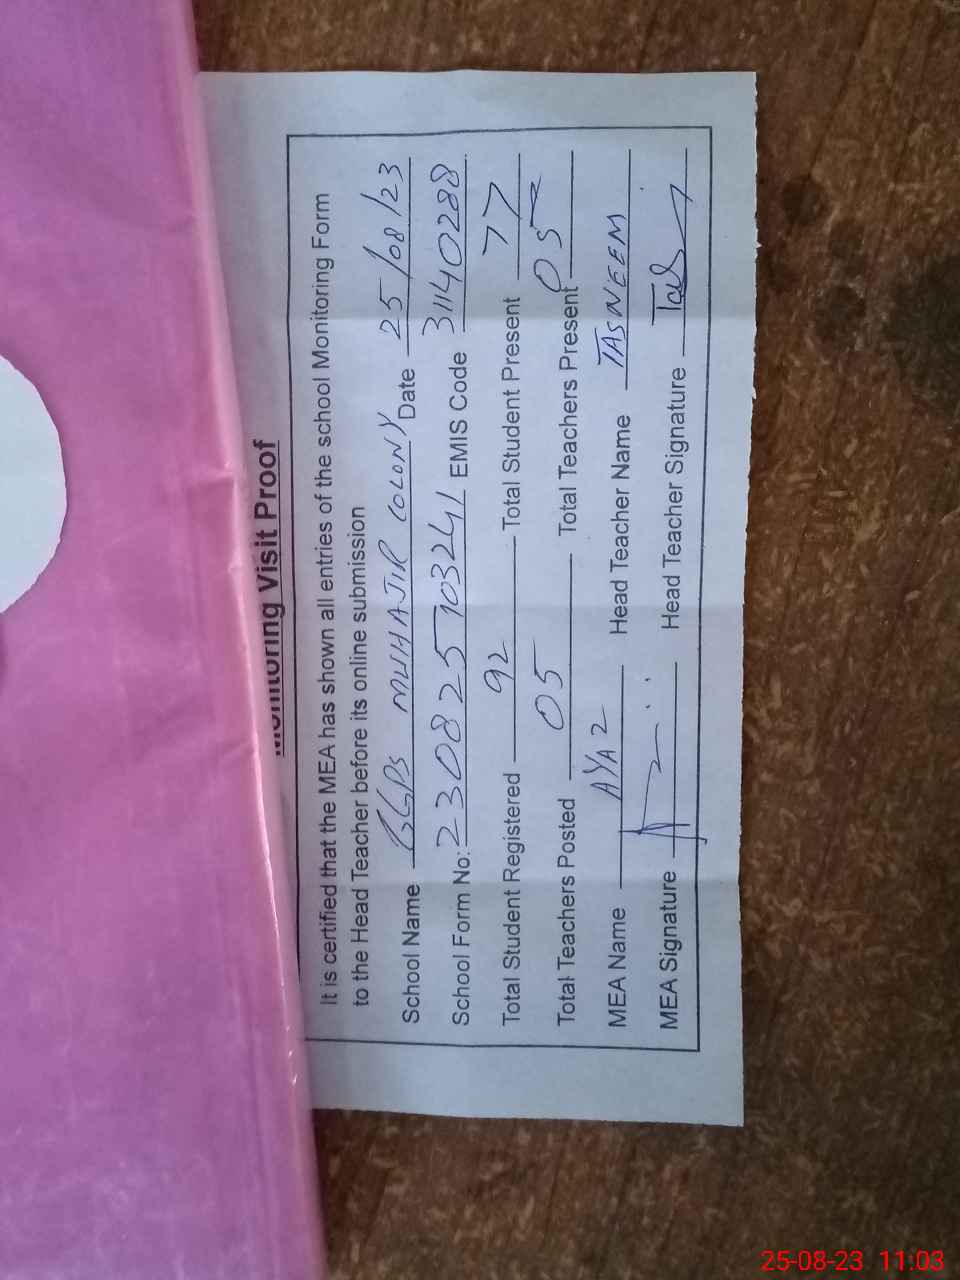 Monitoring Visit Proof
It is certified that the MEA has shown all entries of the school Monitoring Form
to the Head Teacher before its online submission
School Name GGPS MUHAJIR COLONY Date 25/08/23
School Form No: 230825103241 EMIS Code 31140288
Total Student Registered 92 Total Student Present 77
Total Teachers Posted 05 Total Teachers Present 05
MEA Name AYAZ Head Teacher Name TASNEEM
MEA Signature Head Teacher Signature Tas
25-08-23 11:03